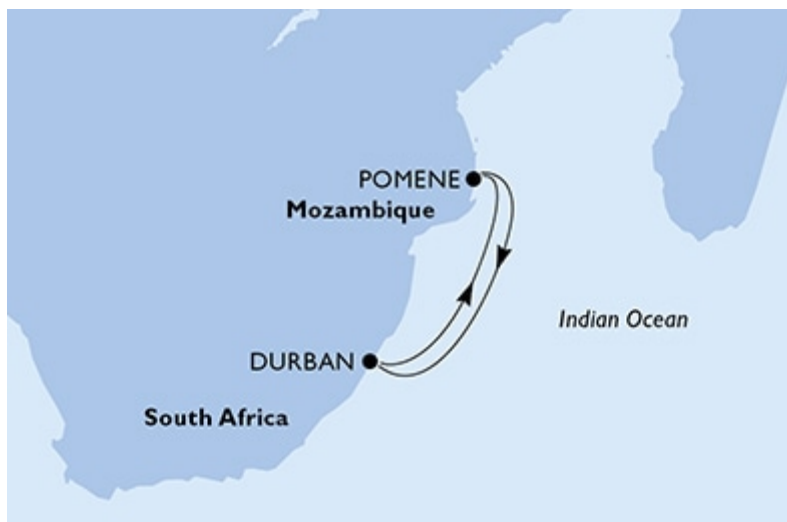 POMENE
Mozambique
Indian Ocean
DURBAN
South Africa